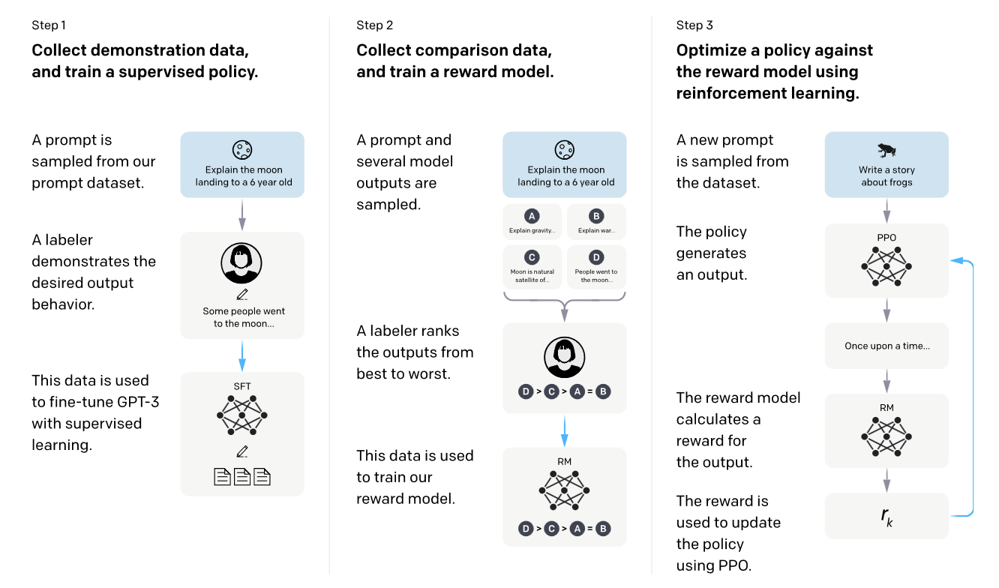 Step 1
Collect demonstration data,
and train a supervised policy.
A prompt is
sampled from our
prompt dataset.
Explain the moon
landing to a 6 year old
A labeler
demonstrates the
desired output
behavior.
Some people went
to the moon...
This data is used
to fine-tune GPT-3
with supervised
learning.
SFT
Step 2
Collect comparison data,
and train a reward model.
A prompt and
several model
outputs are
sampled.
Explain the moon
landing to a 6 year old
A
Explain gravity...
B
Explain war...
C
Moon is natural
satellite of...
D
People went to
the moon...
A labeler ranks
the outputs from
best to worst.
D > C > A = B
This data is used
to train our
reward model.
RM
D > C > A = B
Step 3
Optimize a policy against
the reward model using
reinforcement learning.
A new prompt
is sampled from
the dataset.
Write a story
about frogs
The policy
generates
an output.
PPO
Once upon a time...
The reward model
calculates a
reward for
the output.
RM
The reward is
used to update
the policy
using PPO.
rk